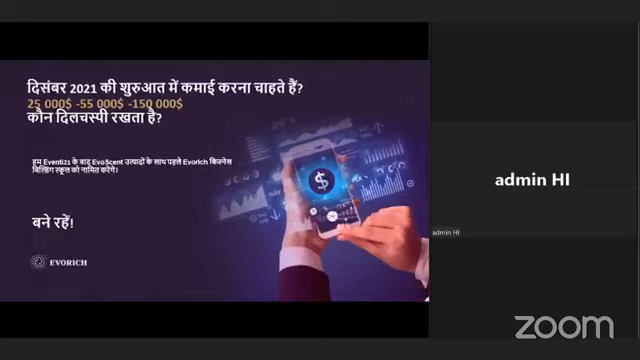 दिसंबर 2021 की शुरुआत में कमाई करना चाहते हैं?
25 000$ -55 000$ -150 000$
कौन दिलचस्पी रखता है?
हम Eventi21 के बाद EvoScent उत्पादों के साथ पहले Evorich बिजनेस
बिल्डिंग स्कूल को नामित करेंगे।
बने रहें!
EVORICH
admin HI
admin HI
zoom